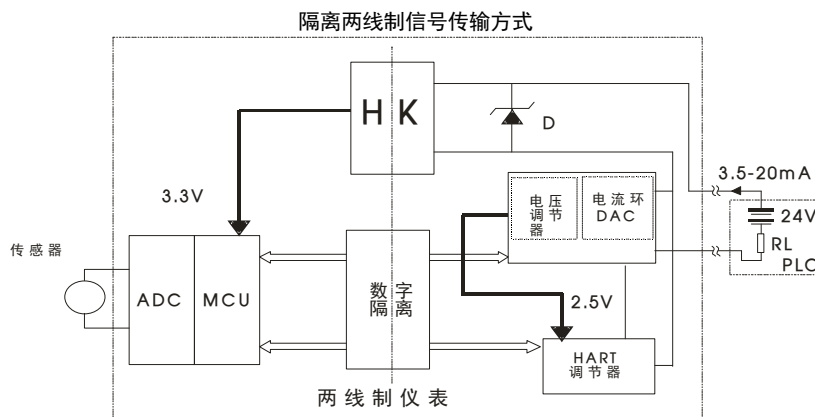 隔离两线制信号传输方式
H K
D
3.3V
3.5-20mA
电压
调节
器
电流环
DAC
24V
RL
PLC
传感器
ADC
MCU
数字
隔离
2.5V
HART
调节器
两线制仪表